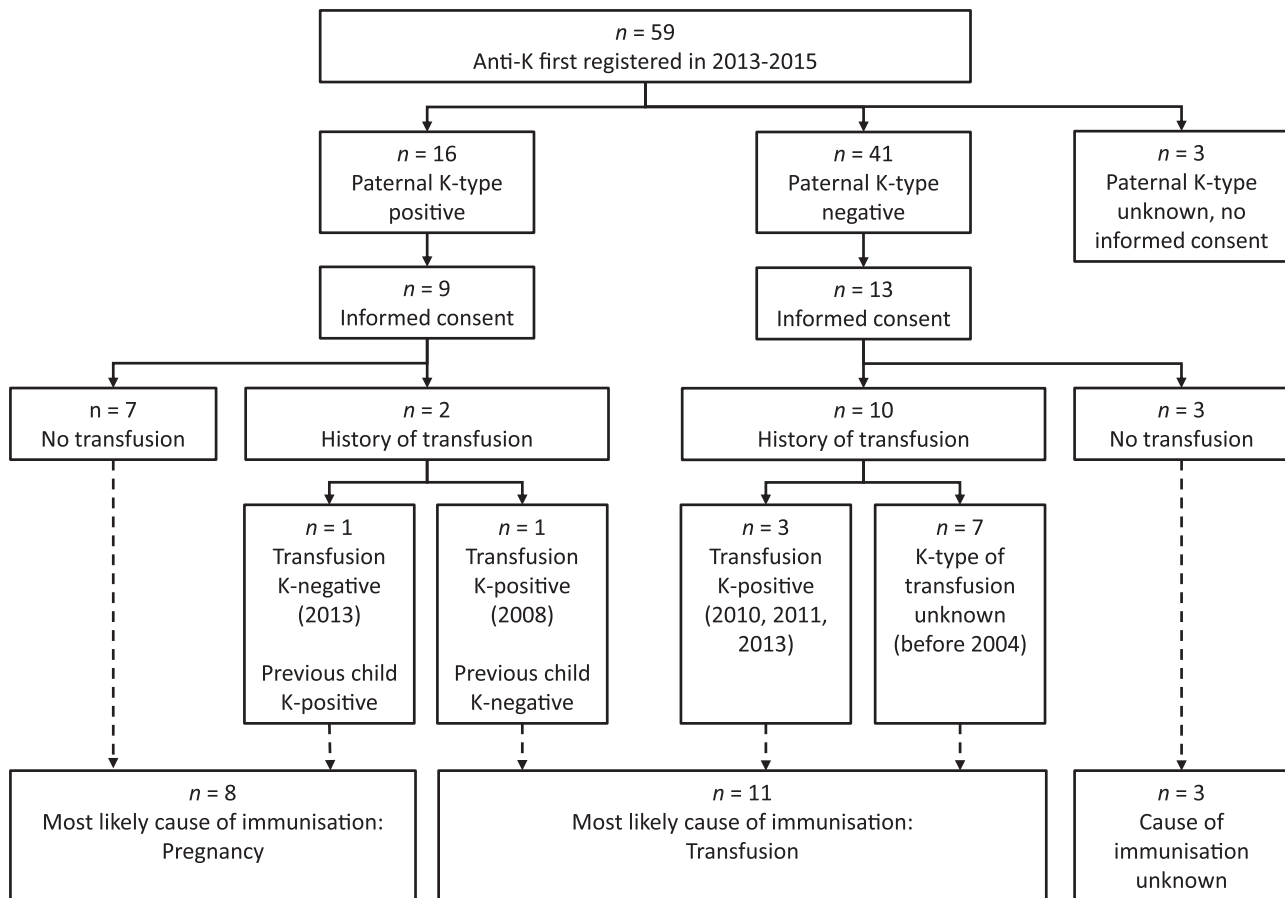 n = 59
Anti-K first registered in 2013-2015
n = 16
Paternal K-type
positive
n = 41
Paternal K-type
negative
n = 3
Paternal K-type
unknown, no
informed consent
n = 9
Informed consent
n = 13
Informed consent
n = 7
No transfusion
n = 2
History of transfusion
n = 10
History of transfusion
n = 3
No transfusion
n = 1
Transfusion
K-negative
(2013)
Previous child
K-positive
n = 1
Transfusion
K-positive
(2008)
Previous child
K-negative
n = 3
Transfusion
K-positive
(2010, 2011,
2013)
n = 7
K-type of
transfusion
unknown
(before 2004)
n = 8
Most likely cause of immunisation:
Pregnancy
n = 11
Most likely cause of immunisation:
Transfusion
n = 3
Cause of
immunisation
unknown